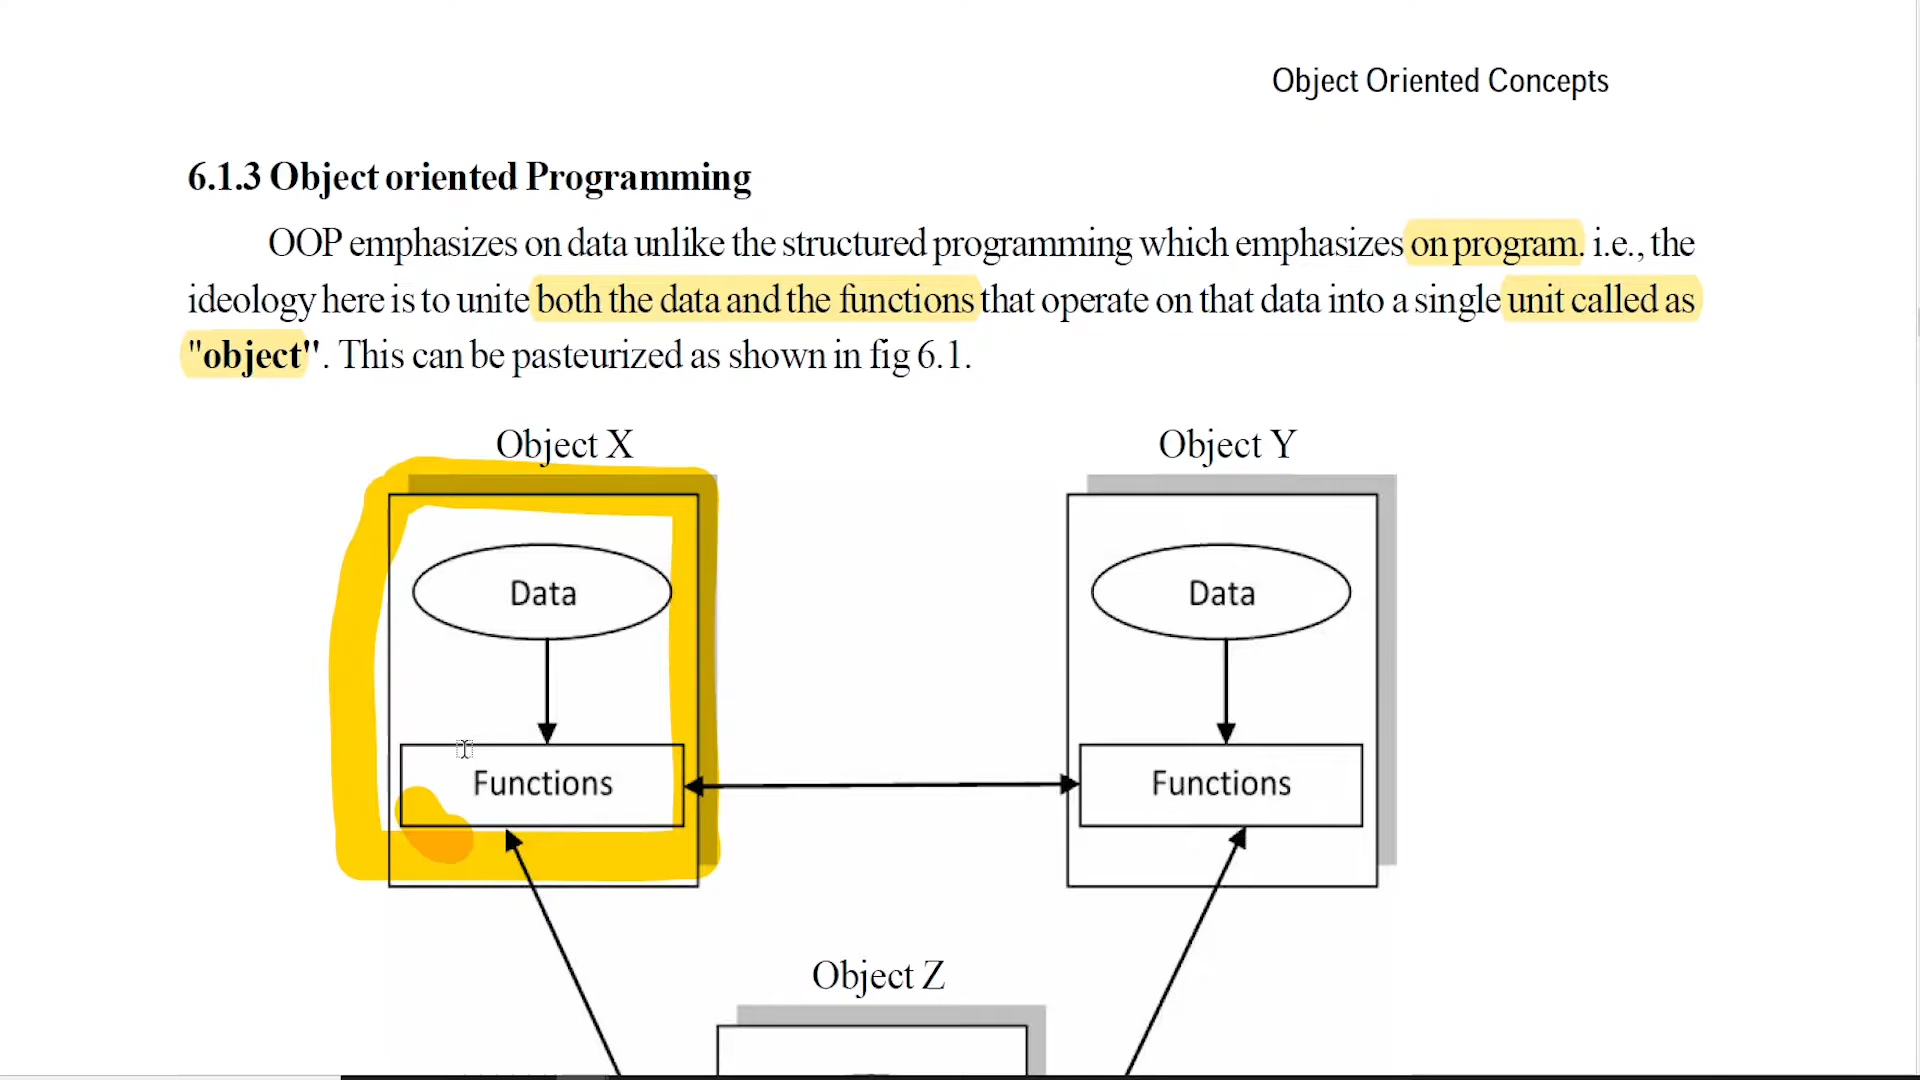 Object Oriented Concepts
6.1.3 Object oriented Programming
OOP emphasizes on data unlike the structured programming which emphasizes on program. i.e., the
ideology here is to unite both the data and the functions that operate on that data into a single unit called as
"object". This can be pasteurized as shown in fig 6.1.
Object X
Object Y
Data
Data
Functions
Functions
Object Z